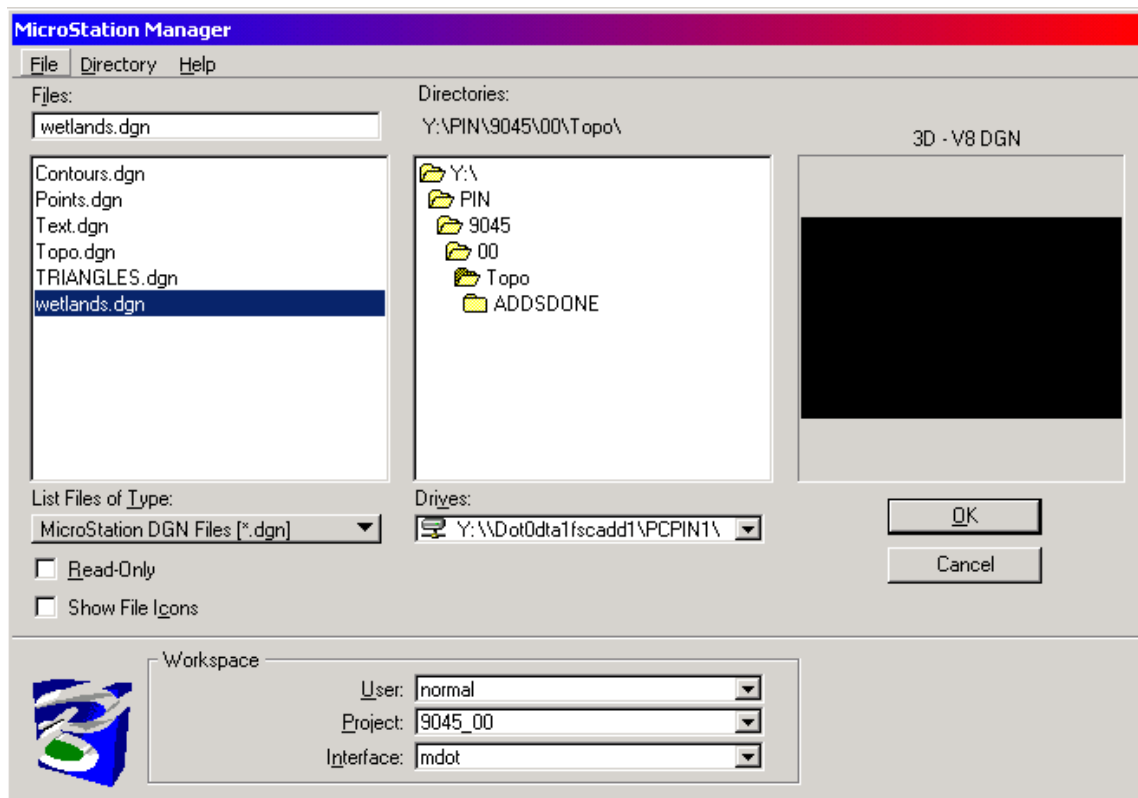 MicroStation Manager
File Directory Help
Files:
wetlands.dgn
Contours.dgn
Points.dgn
Text.dgn
Topo.dgn
TRIANGLES.dgn
wetlands.dgn
List Files of Type:
MicroStation DGN Files [*.dgn]
Read-Only
Show File Icons
Directories:
Y:\PIN\9045\00\Topo\
Y:\
PIN
9045
00
Topo
ADDSDONE
Drives:
Y:\\Dot0dta1fscadd1\PCPIN1\
3D - V8 DGN
OK
Cancel
Workspace
User: normal
Project: 9045_00
Interface: mdot